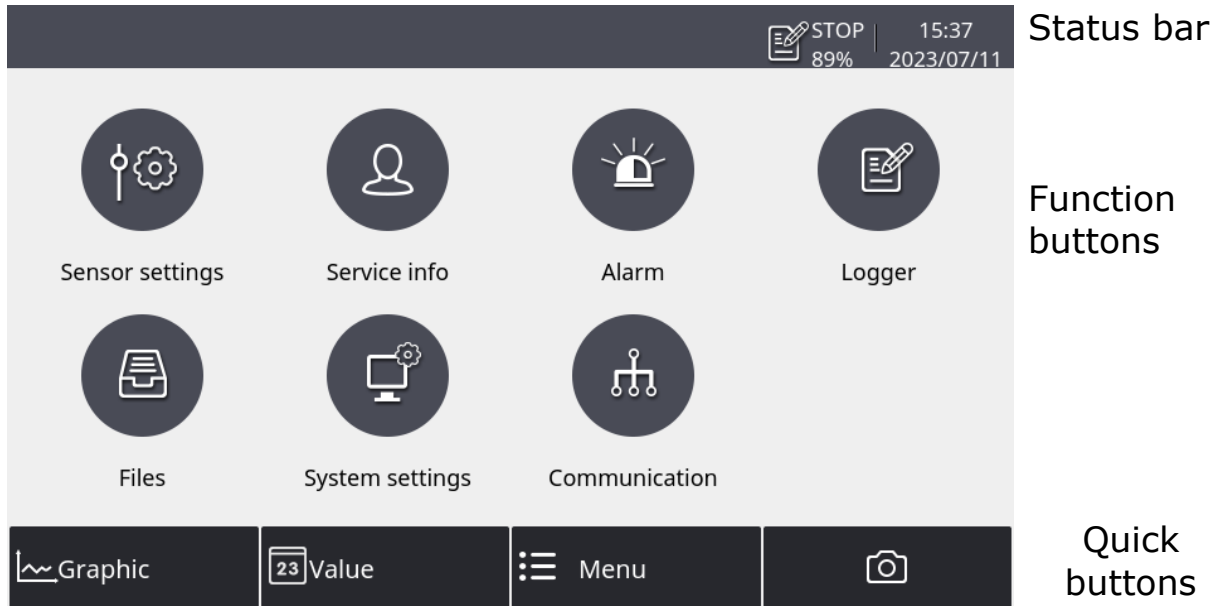 STOP 15:37
89% 2023/07/11
Status bar
Function
buttons
Sensor settings Service info Alarm Logger
Files System settings Communication
Graphic 23 Value Menu
Quick
buttons